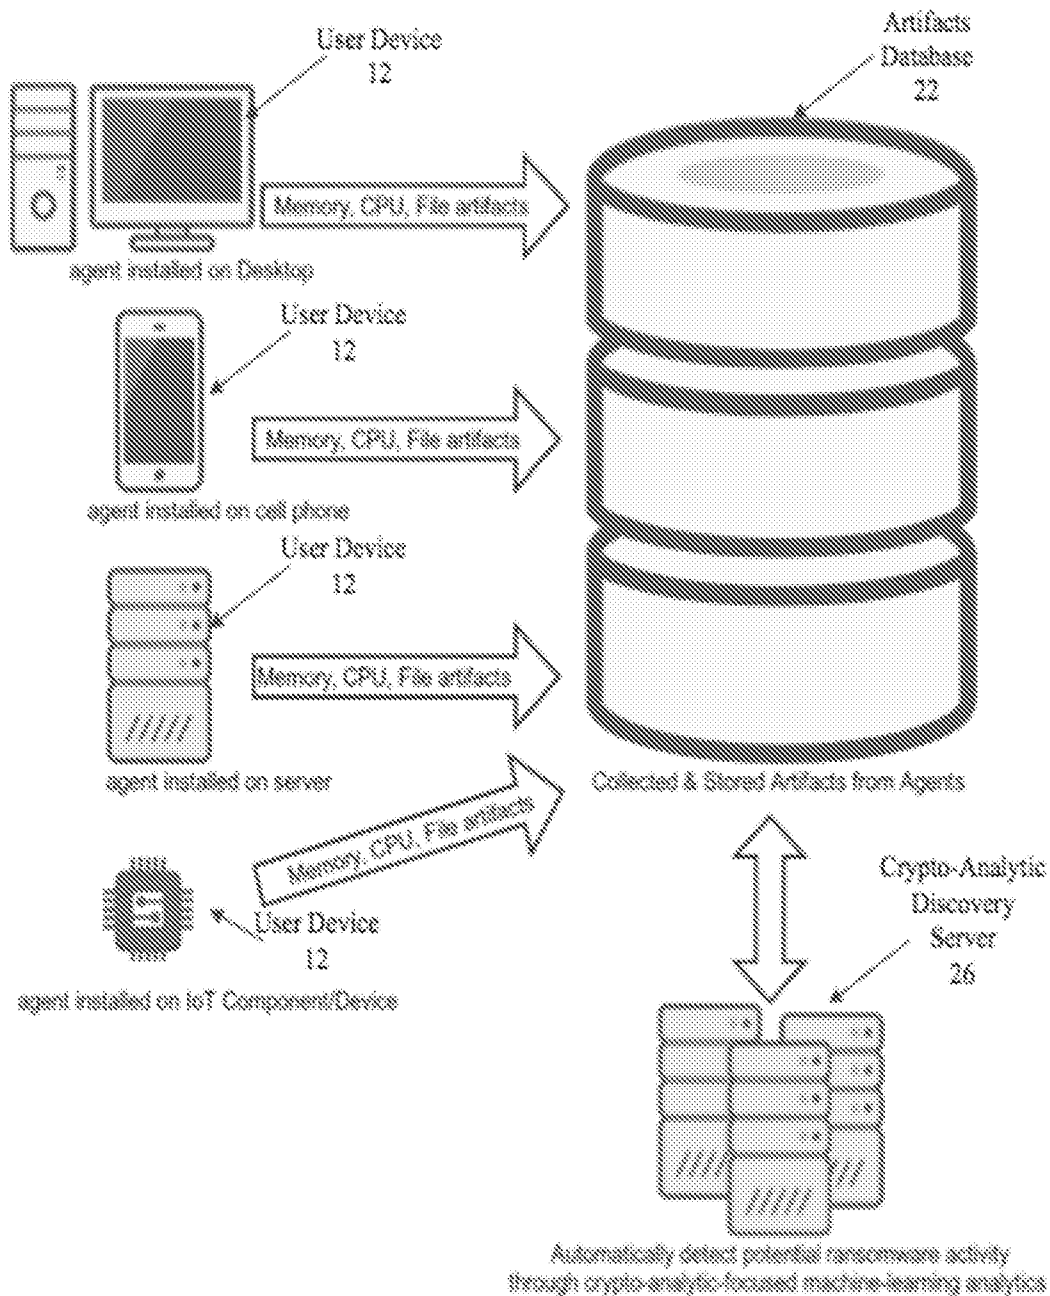 User Device
12
Artifacts
Database
22
Memory, CPU, File artifacts
agent installed on Desktop
User Device
12
Memory, CPU, File artifacts
agent installed on cell phone
User Device
12
Memory, CPU, File artifacts
agent installed on server
Collected & Stored Artifacts from Agents
Memory, CPU, File artifacts
User Device
12
agent installed on IoT Component/Device
Crypto-Analytic
Discovery
Server
26
Automatically detect potential ransomware activity
through crypto-analytic-focused machine-learning analytics